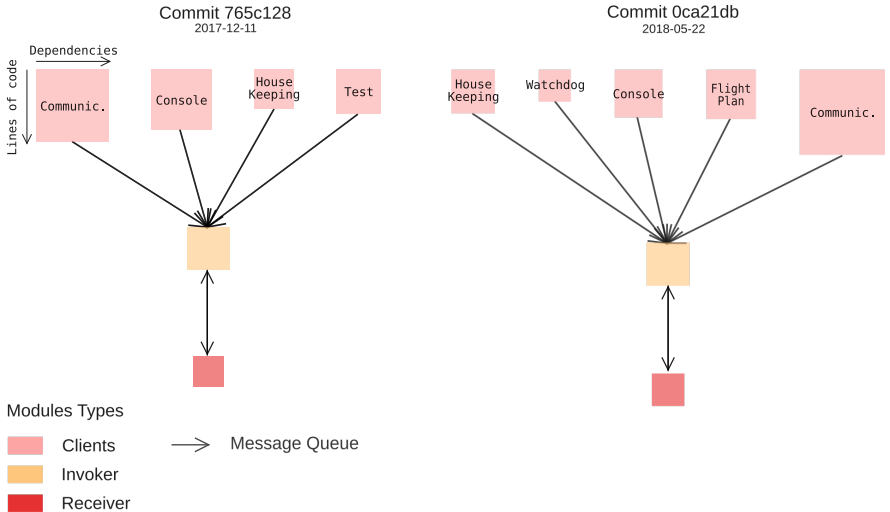 Commit 765c128
2017-12-11
Dependencies
Lines of code
Communic.
Console
House
Keeping
Test
Commit 0ca21db
2018-05-22
House
Keeping
Watchdog
Console
Flight
Plan
Communic.
Modules Types
Clients
Message Queue
Invoker
Receiver